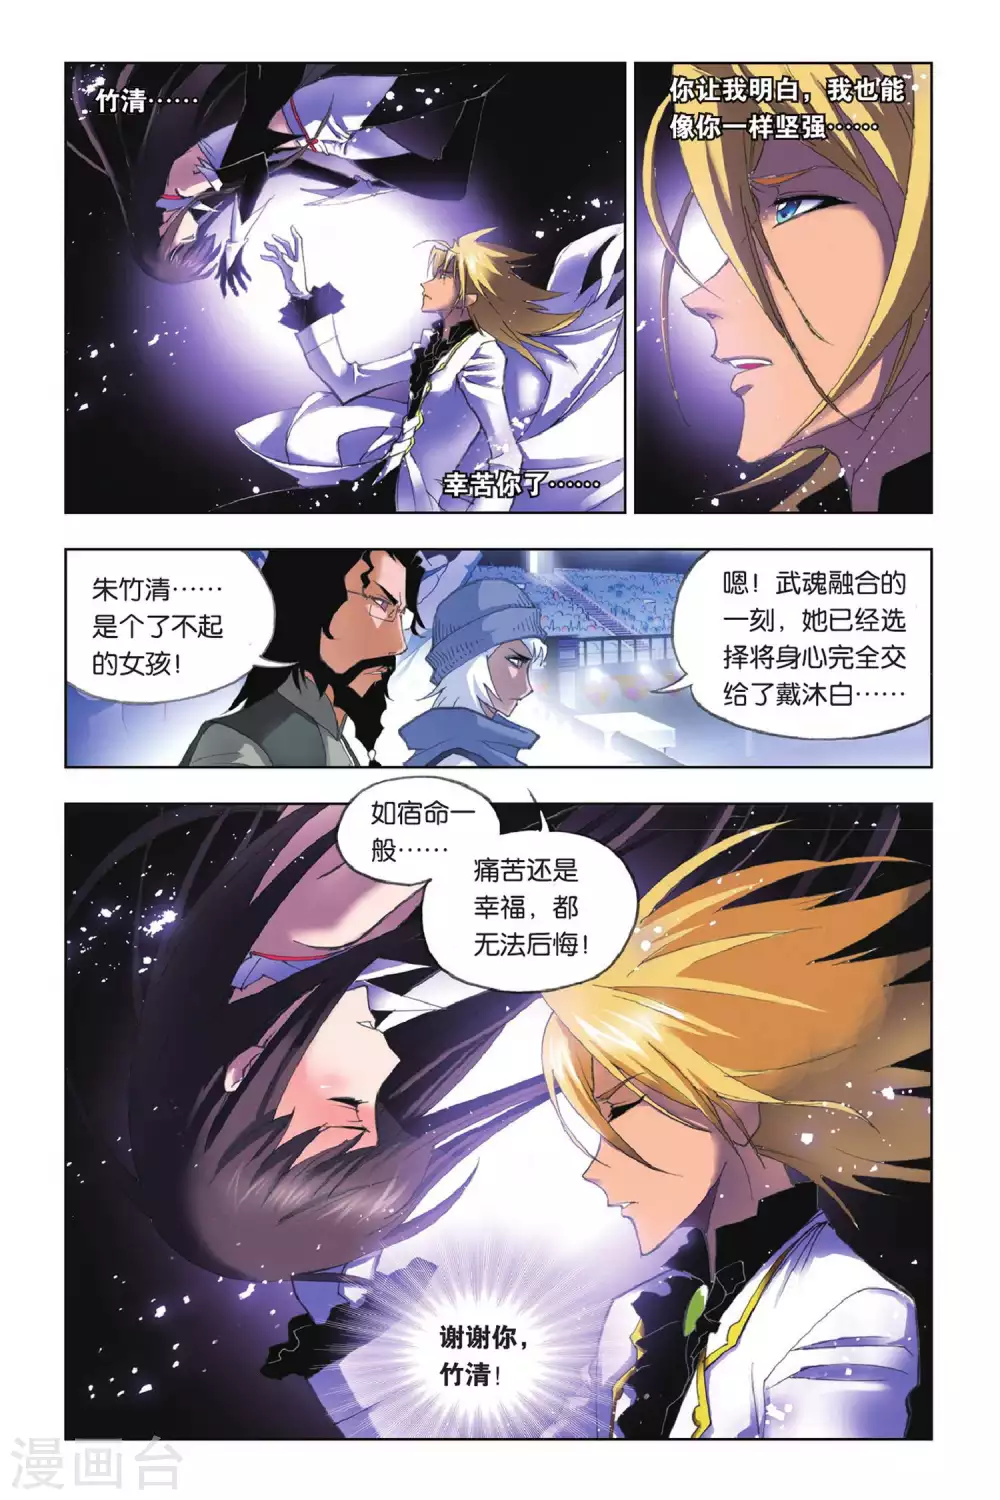 竹清……
幸苦你了……
你让我明白，我也能
像你一样坚强……
朱竹清……
是个了不起
的女孩！
嗯！武魂融合的
一刻，她已经选
择将身心完全交
给了戴沐白……
如宿命一
般……
痛苦还是
幸福，都
无法后悔！
谢谢你，
竹清！
漫画台